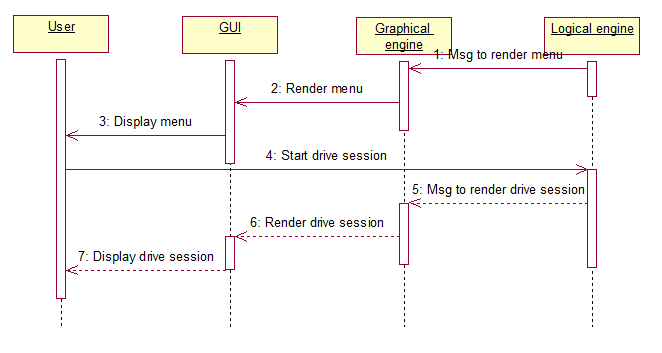 User
GUI
Graphical
engine
Logical engine
1: Msg to render menu
2: Render menu
3: Display menu
4: Start drive session
5: Msg to render drive session
6: Render drive session
7: Display drive session